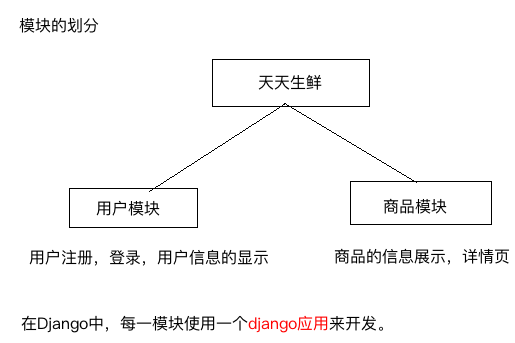 模块的划分
天天生鲜
用户模块
商品模块
用户注册，登录，用户信息的显示
商品的信息展示，详情页
在Django中，每一模块使用一个django应用来开发。